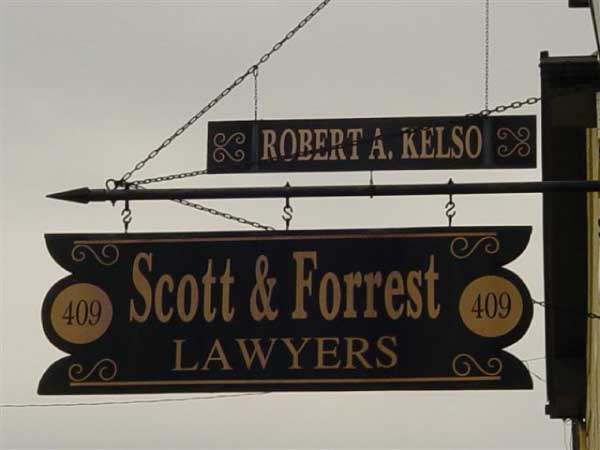 ROBERT A. KELSO
Scott & Forrest
409 409
LAWYERS